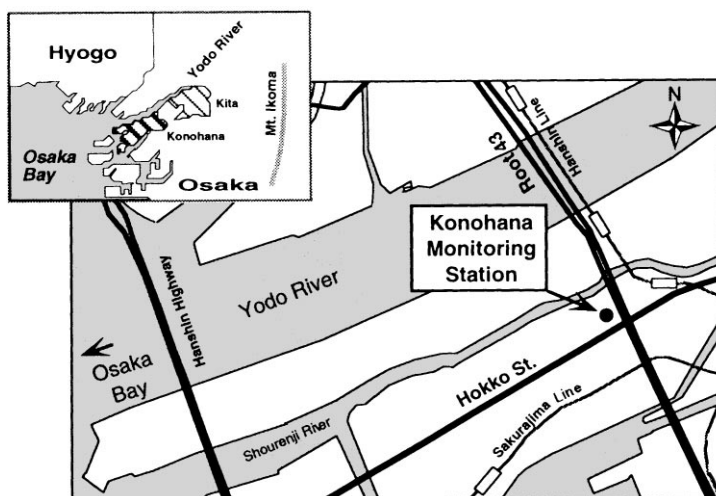 Hyogo
Yodo River
Kita
Mt. Ikoma
Konohana
Osaka
Bay
Osaka
N
Root 43
Hanshin Line
Konohana
Monitoring
Station
Yodo River
Hanshin Highway
Osaka
Bay
Hokko St.
Shourenji River
Sakurajima Line